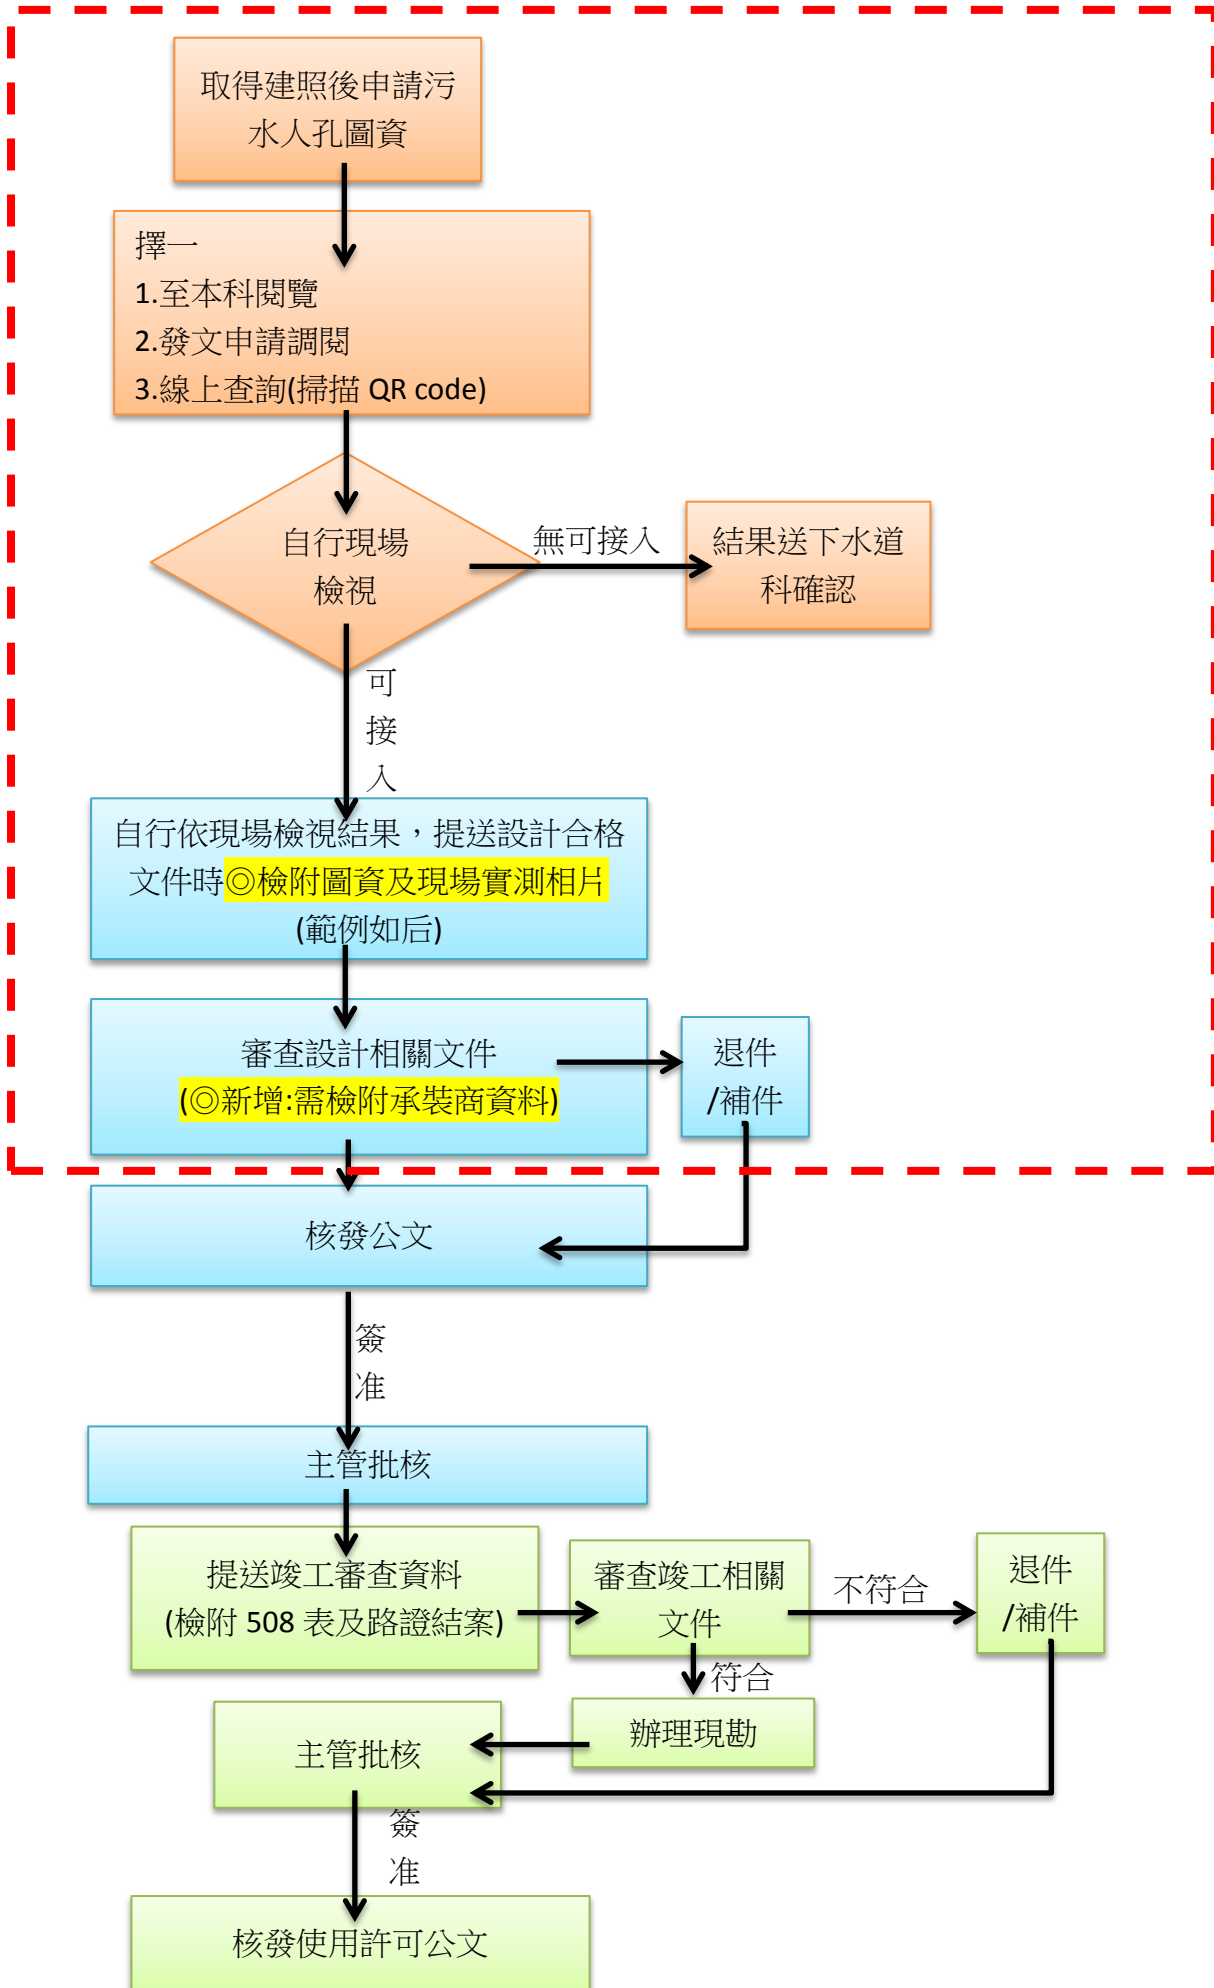 取得建照後申請污
水人孔圖資
擇一
1.至本科閱覽
2.發文申請調閱
3.線上查詢(掃描 QR code)
自行現場
檢視
無可接入
結果送下水道
科確認
可
接
入
自行依現場檢視結果，提送設計合格
文件時◎檢附圖資及現場實測相片
(範例如后)
審查設計相關文件
(◎新增:需檢附承裝商資料)
退件
/補件
核發公文
簽
准
主管批核
提送竣工審查資料
(檢附 508 表及路證結案)
審查竣工相關
文件
不符合
退件
/補件
符合
辦理現勘
主管批核
簽
准
核發使用許可公文